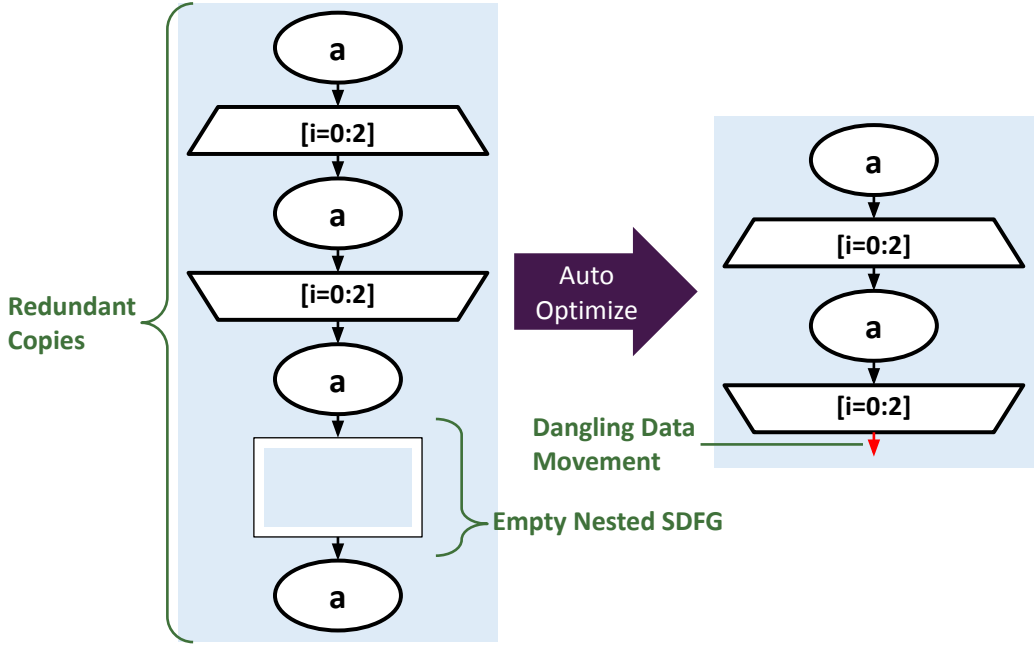 a
[i=0:2]
a
[i=0:2]
Redundant
Copies
a
Empty Nested SDFG
a
Auto
Optimize
a
[i=0:2]
a
[i=0:2]
Dangling Data
Movement